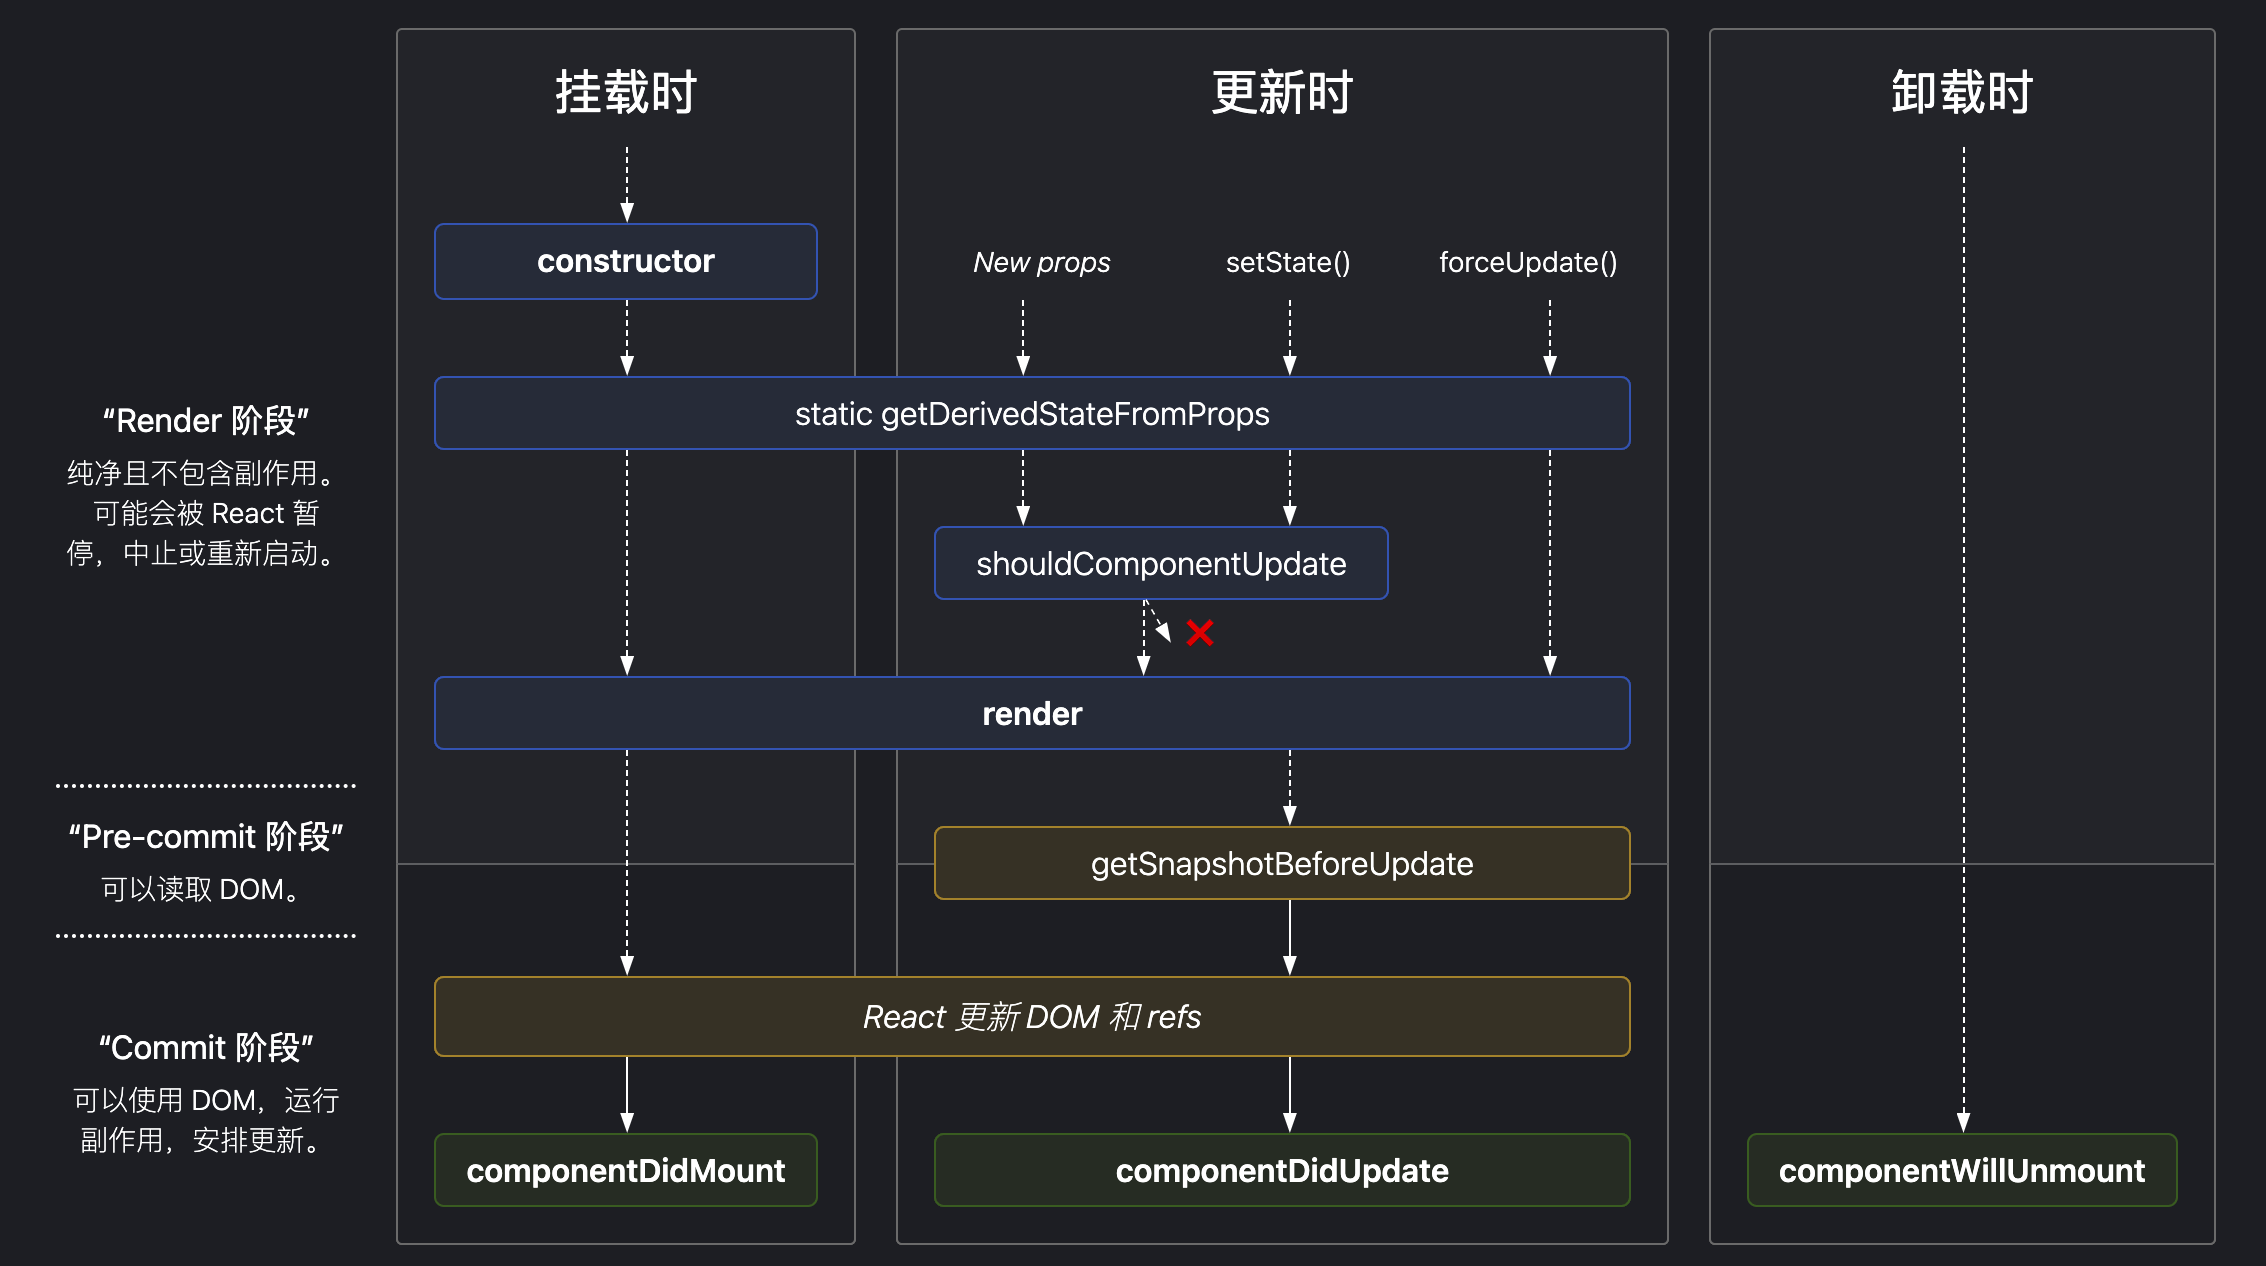 挂载时
更新时
卸载时
constructor
New props
setState()
forceUpdate()
static getDerivedStateFromProps
“Render 阶段”
纯净且不包含副作用。
可能会被 React 暂
停，中止或重新启动。
shouldComponentUpdate
render
“Pre-commit 阶段”
可以读取 DOM。
getSnapshotBeforeUpdate
React 更新 DOM 和 refs
“Commit 阶段”
可以使用 DOM，运行
副作用，安排更新。
componentDidMount
componentDidUpdate
componentWillUnmount